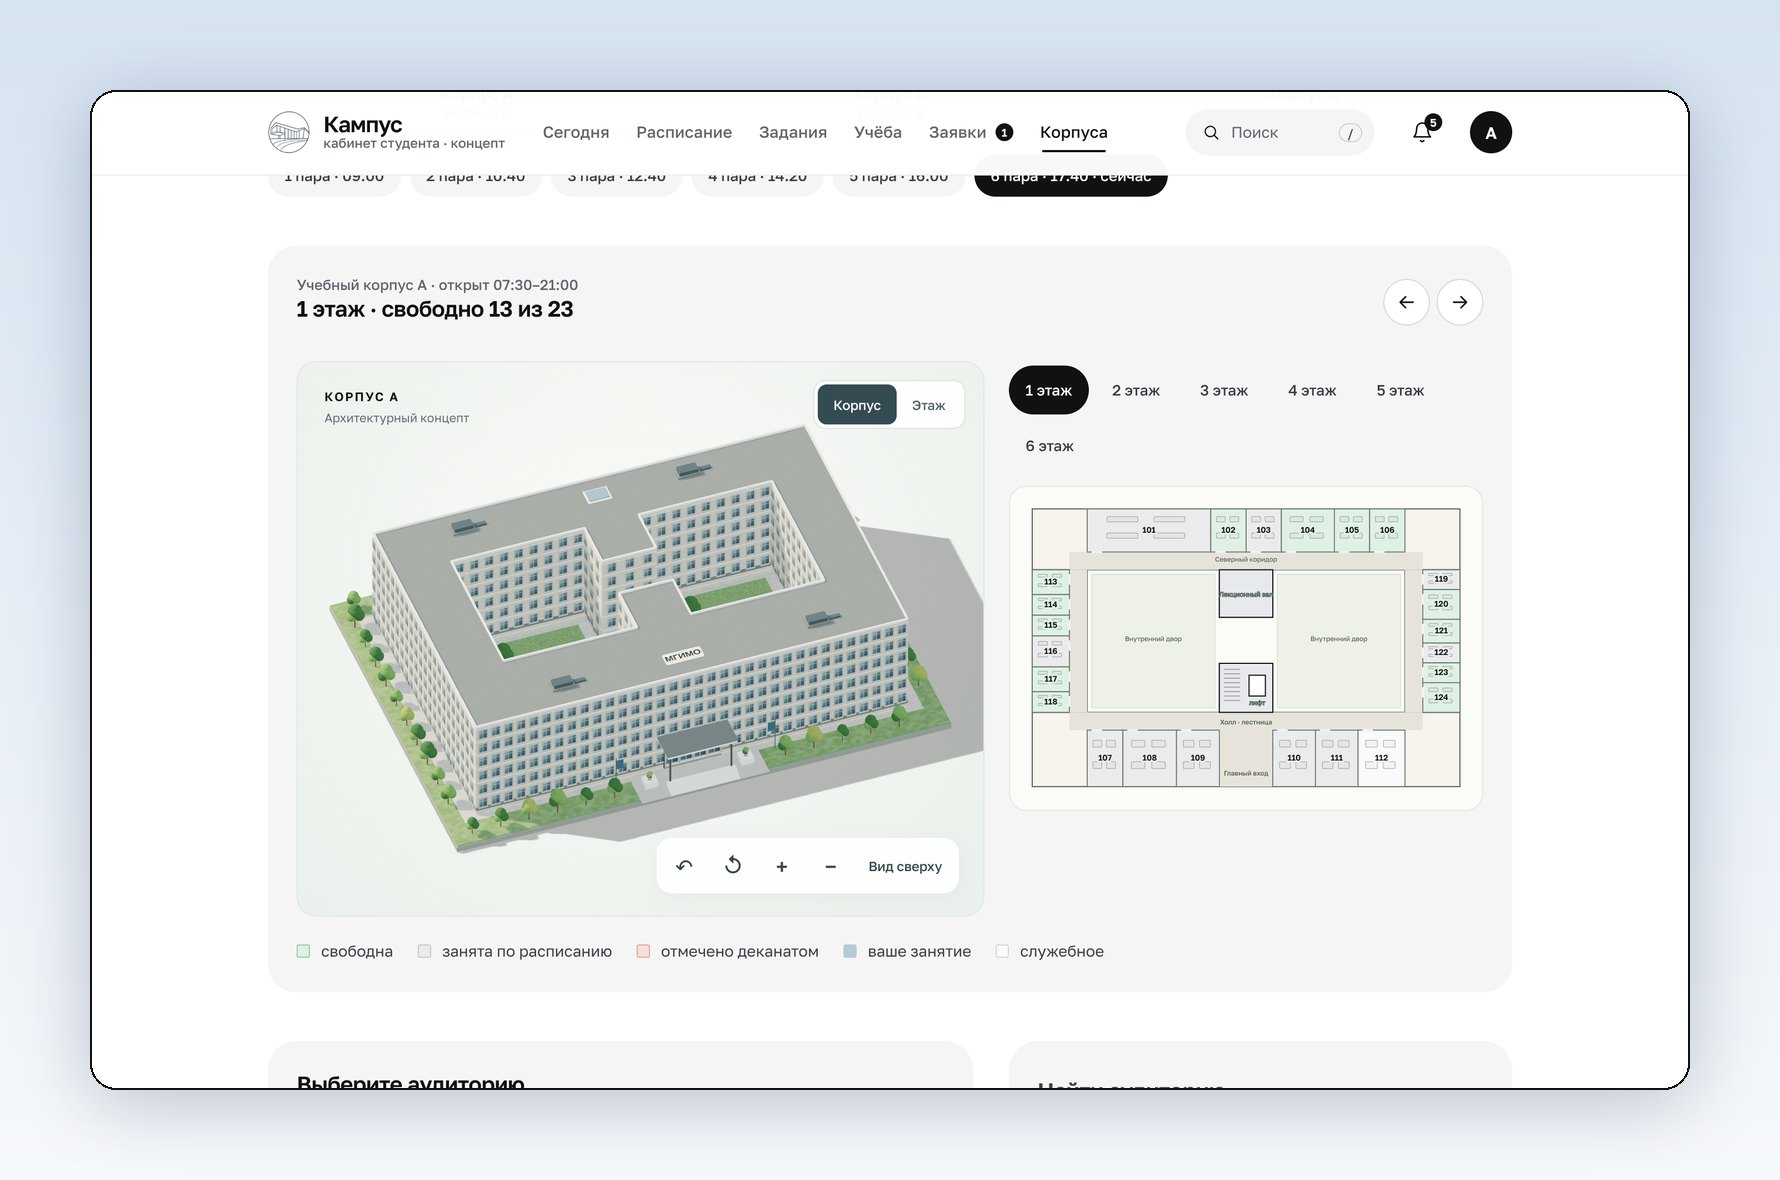 Кампус
кабинет студента · концепт
Сегодня
Расписание
Задания
Учёба
Заявки 1
Корпуса
Поиск /
5
А
1 пара · 09:00
2 пара · 10:40
3 пара · 12:40
4 пара · 14:20
5 пара · 16:00
6 пара · 17:40 · сейчас
Учебный корпус А · открыт 07:30–21:00
1 этаж · свободно 13 из 23
КОРПУС А
Архитектурный концепт
Корпус
Этаж
МГИМО
Вид сверху
1 этаж
2 этаж
3 этаж
4 этаж
5 этаж
6 этаж
101
102
103
104
105
106
Северный коридор
113
114
115
116
117
118
Лекционный зал
Внутренний двор
Внутренний двор
лифт
119
120
121
122
123
124
Холл · лестница
107
108
109
Главный вход
110
111
112
свободна
занята по расписанию
отмечено деканатом
ваше занятие
служебное
Выберите аудиторию
Найти аудиторию